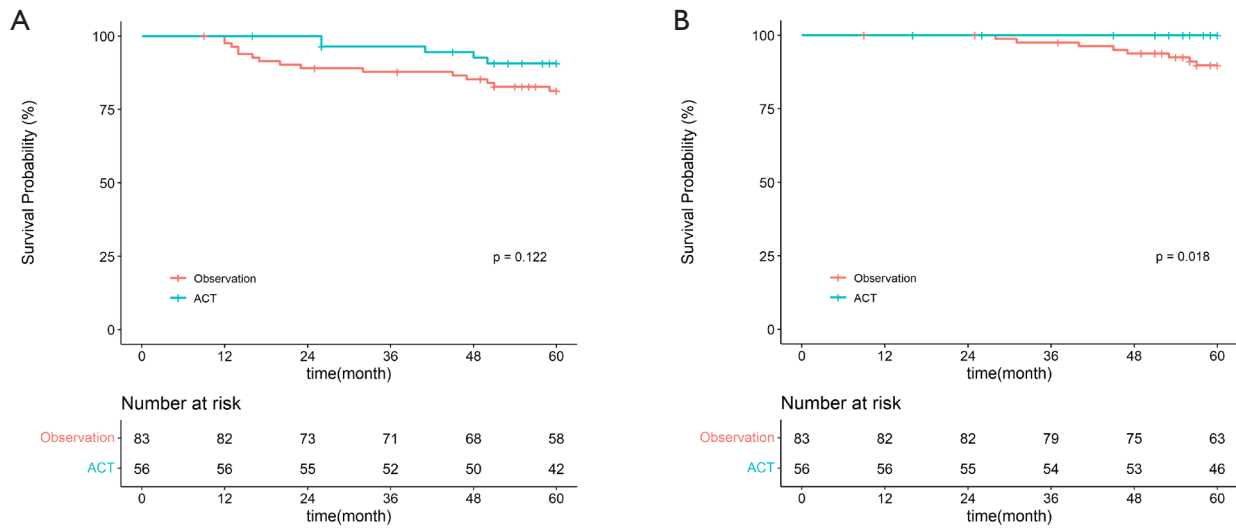 A
Survival Probability (%)
100
75
50
25
0
p = 0.122
Observation
ACT
0 12 24 36 48 60
time(month)
Number at risk
Observation 83 82 73 71 68 58
ACT 56 56 55 52 50 42
0 12 24 36 48 60
time(month)
B
Survival Probability (%)
100
75
50
25
0
p = 0.018
Observation
ACT
0 12 24 36 48 60
time(month)
Number at risk
Observation 83 82 82 79 75 63
ACT 56 56 55 54 53 46
0 12 24 36 48 60
time(month)